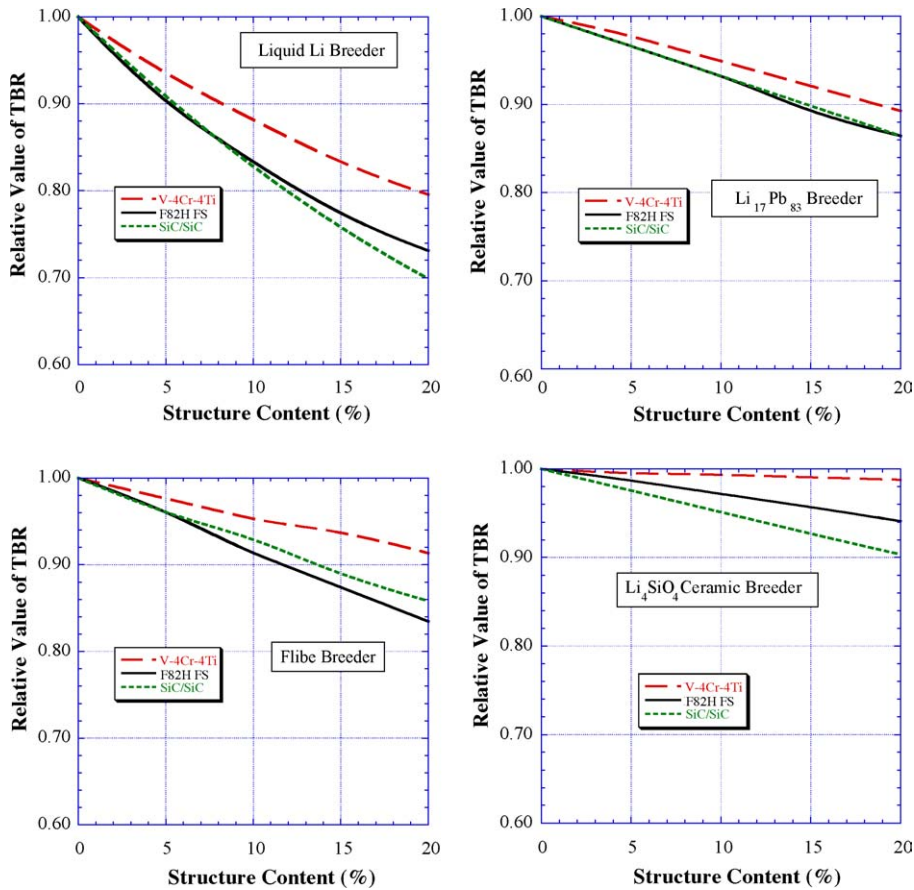 Liquid Li Breeder
Relative Value of TBR
1.00
0.90
0.80
0.70
0.60
V-4Cr-4Ti
F82H FS
SiC/SiC
0 5 10 15 20
Structure Content (%)
Li17Pb83 Breeder
Relative Value of TBR
1.00
0.90
0.80
0.70
0.60
V-4Cr-4Ti
F82H FS
SiC/SiC
0 5 10 15 20
Structure Content (%)
Flibe Breeder
Relative Value of TBR
1.00
0.90
0.80
0.70
0.60
V-4Cr-4Ti
F82H FS
SiC/SiC
0 5 10 15 20
Structure Content (%)
Li4SiO4Ceramic Breeder
Relative Value of TBR
1.00
0.90
0.80
0.70
0.60
V-4Cr-4Ti
F82H FS
SiC/SiC
0 5 10 15 20
Structure Content (%)